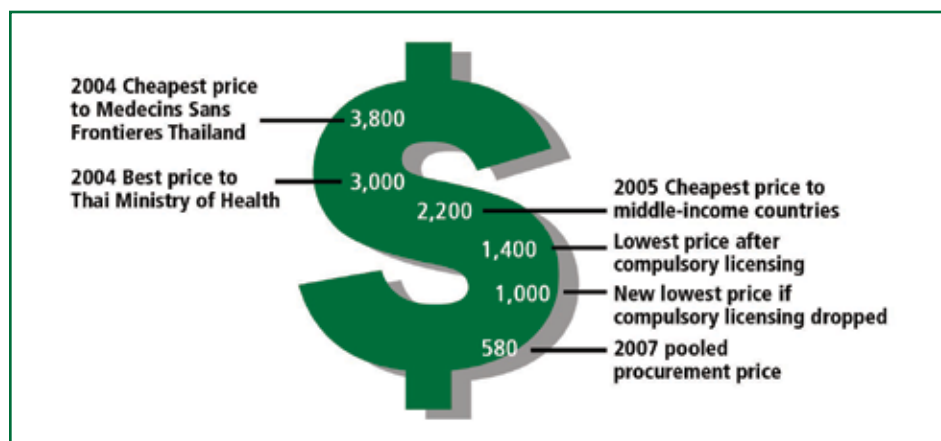 2004 Cheapest price
to Medecins Sans
Frontieres Thailand
3,800
2004 Best price to
Thai Ministry of Health
3,000
2,200
2005 Cheapest price to
middle-income countries
1,400
Lowest price after
compulsory licensing
1,000
New lowest price if
compulsory licensing dropped
580
2007 pooled
procurement price